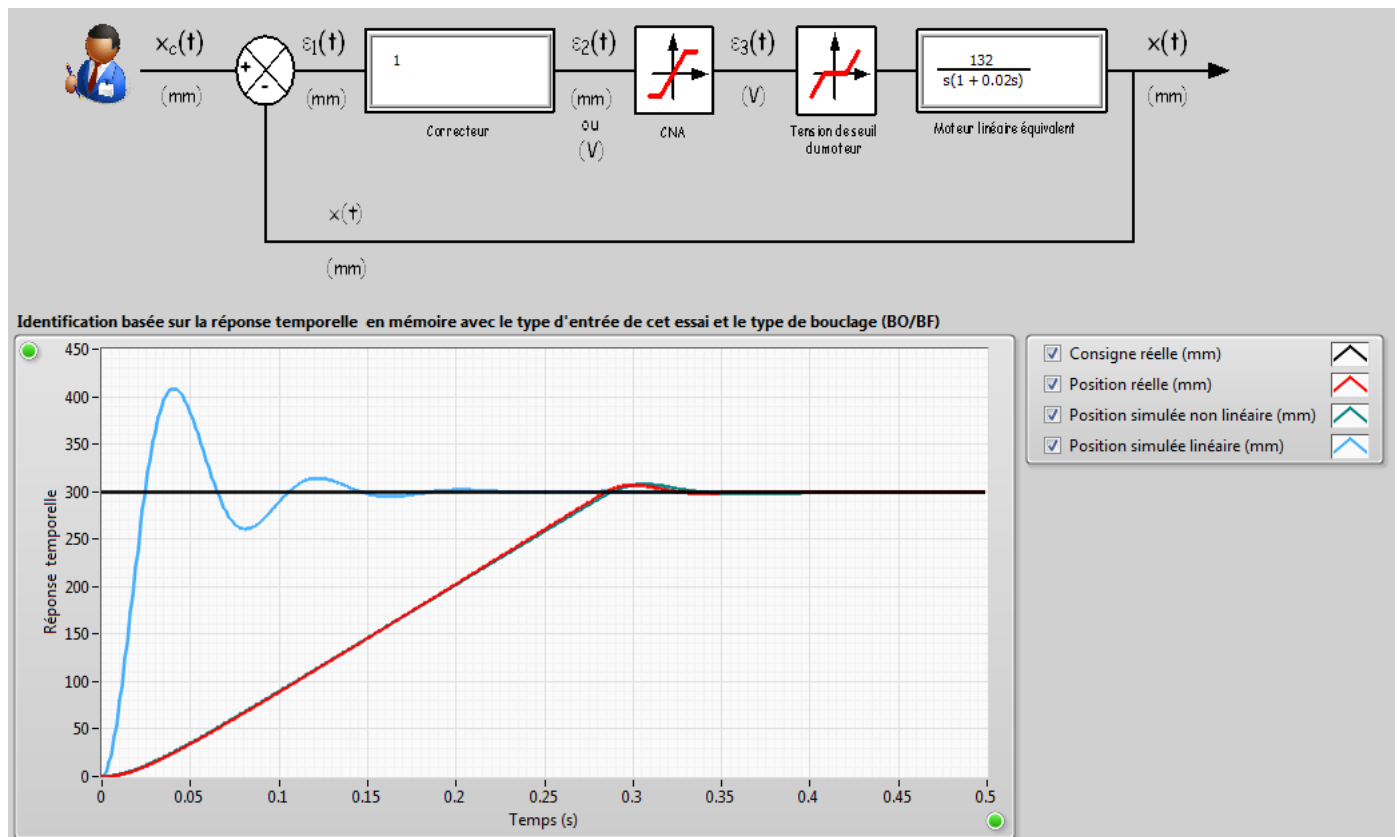 x_c(t)
ε₁(t)
ε₂(t)
ε₃(t)
x(t)
+
-
1
132
s(1 + 0.02s)
(mm)
(mm)
(mm)
ou
(V)
(V)
(mm)
Correcteur
CNA
Tension de seuil
du moteur
Moteur linéaire équivalent
x(t)
(mm)
Identification basée sur la réponse temporelle en mémoire avec le type d'entrée de cet essai et le type de bouclage (BO/BF)
450
400
350
300
250
200
150
100
50
0
Réponse temporelle
0
0.05
0.1
0.15
0.2
0.25
0.3
0.35
0.4
0.45
0.5
Temps (s)
Consigne réelle (mm)
Position réelle (mm)
Position simulée non linéaire (mm)
Position simulée linéaire (mm)